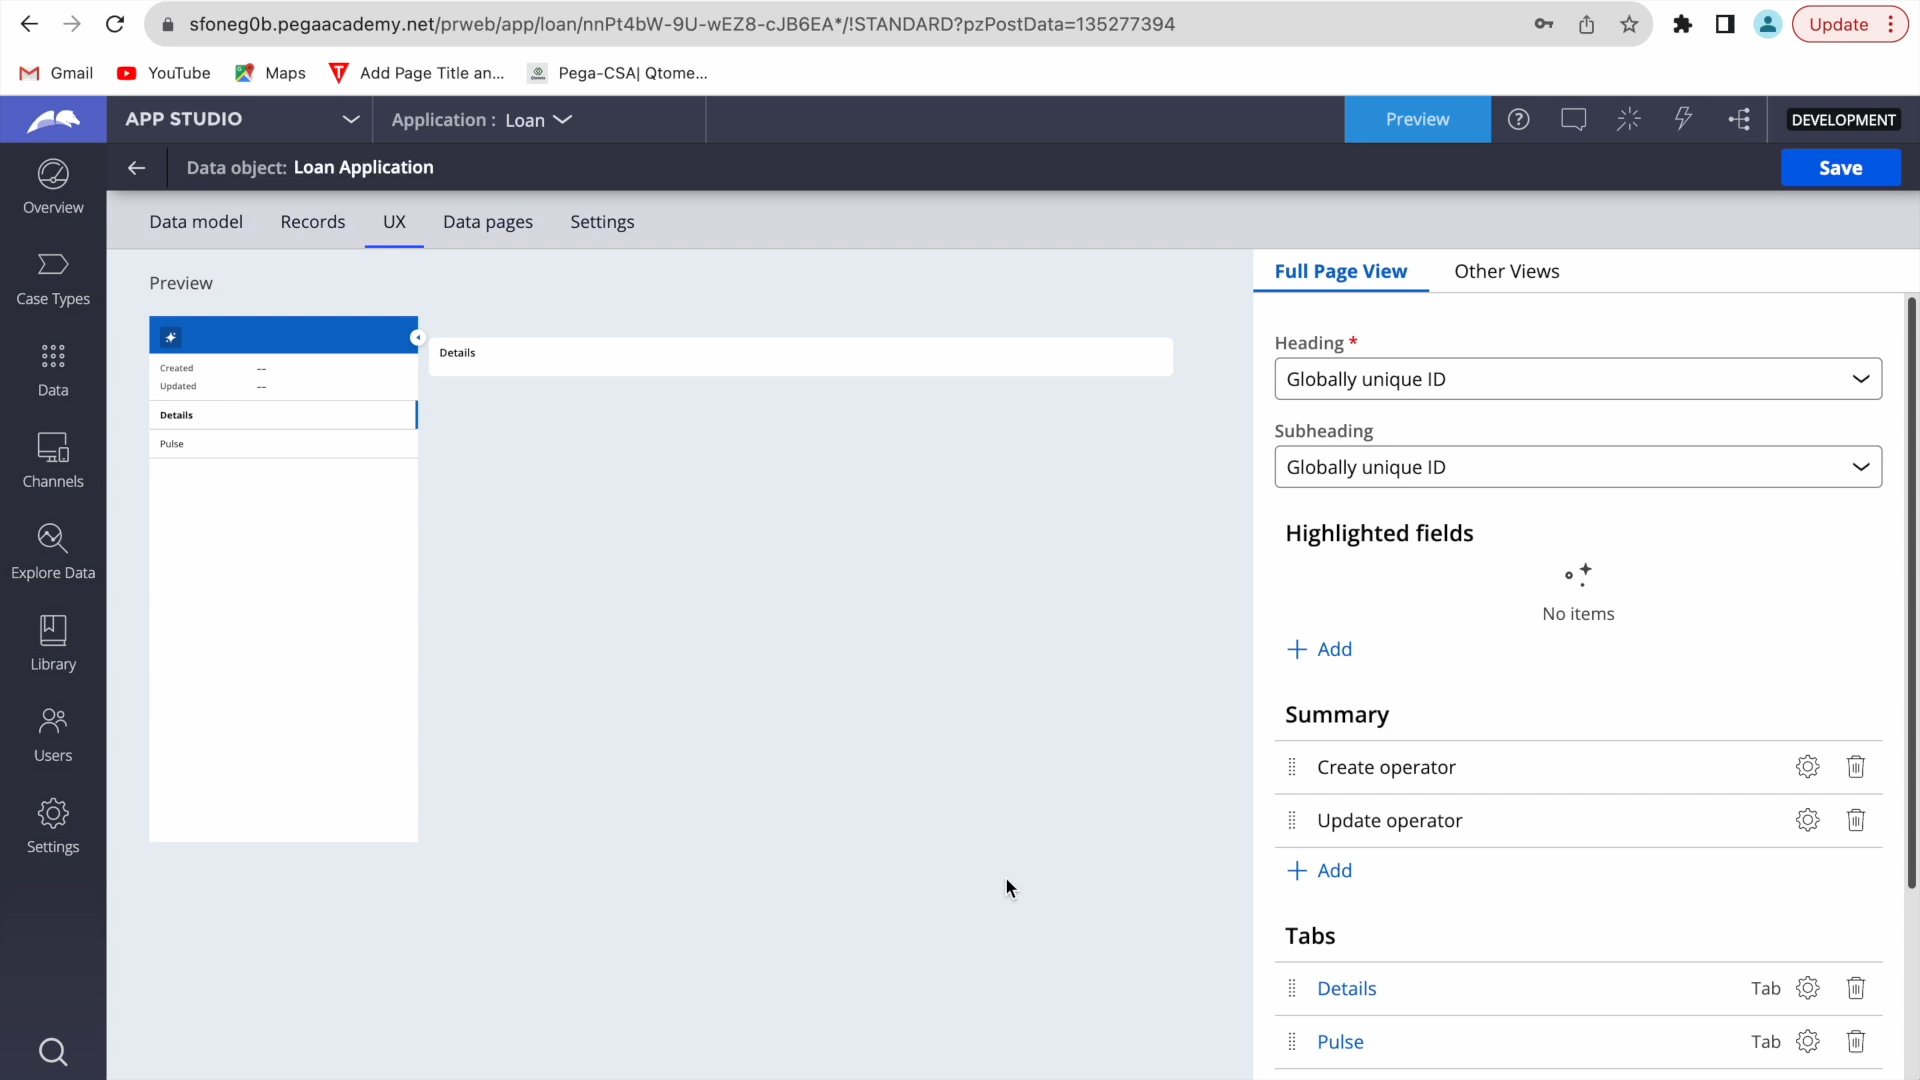 sfoneg0b.pegaacademy.net/prweb/app/loan/nnPt4bW-9U-wEZ8-cJB6EA*/!STANDARD?pzPostData=135277394
Update
Gmail
YouTube
Maps
Add Page Title an...
Pega-CSA| Qtome...
APP STUDIO
Application : Loan
Preview
DEVELOPMENT
Data object: Loan Application
Save
Overview
Case Types
Data
Channels
Explore Data
Library
Users
Settings
Data model
Records
UX
Data pages
Settings
Preview
Created --
Updated --
Details
Pulse
Details
Full Page View
Other Views
Heading *
Globally unique ID
Subheading
Globally unique ID
Highlighted fields
No items
+ Add
Summary
Create operator
Update operator
+ Add
Tabs
Details Tab
Pulse Tab